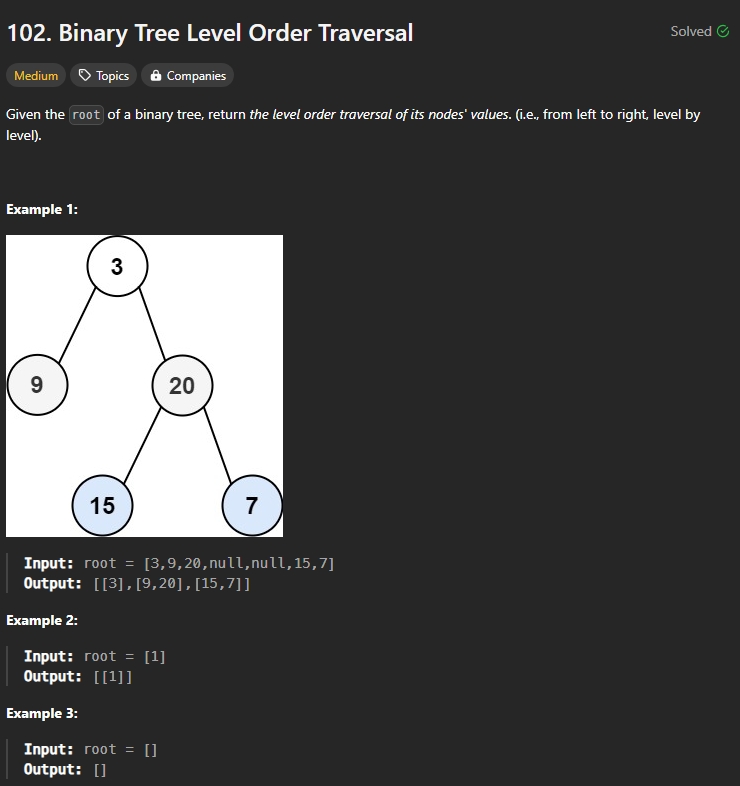 102. Binary Tree Level Order Traversal
Solved
Medium Topics Companies
Given the root of a binary tree, return the level order traversal of its nodes' values. (i.e., from left to right, level by
level).
Example 1:
3
9 20
15 7
Input: root = [3,9,20,null,null,15,7]
Output: [[3],[9,20],[15,7]]
Example 2:
Input: root = [1]
Output: [[1]]
Example 3:
Input: root = []
Output: []